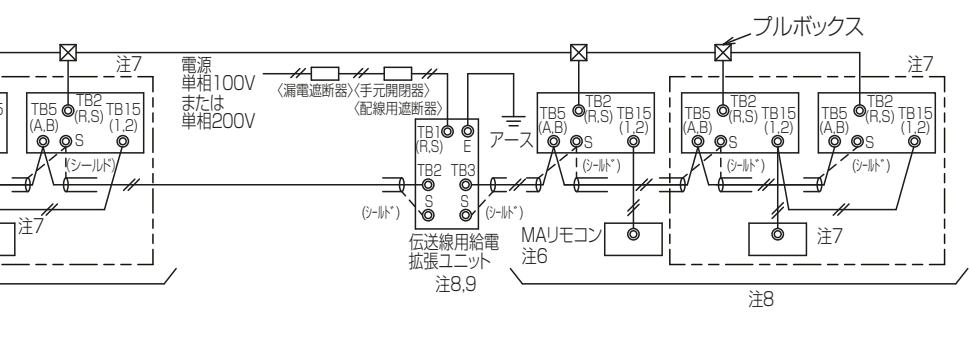 プルボックス
注7
電源
単相100V
または
単相200V
〈漏電遮断器〉〈手元開閉器〉
〈配線用遮断器〉
注7
TB5
(A,B)
TB2
(R,S)
TB15
(1,2)
S
(シールド)
注7
TB1
(R,S)
E
アース
TB2
TB3
S
S
(シールド)
(シールド)
伝送線用給電
拡張ユニット
注8,9
TB5
(A,B)
TB2
(R,S)
TB15
(1,2)
S
(シールド)
MAリモコン
注6
TB5
(A,B)
TB2
(R,S)
TB15
(1,2)
S
(シールド)
TB5
(A,B)
TB2
(R,S)
TB15
(1,2)
S
(シールド)
注7
注8